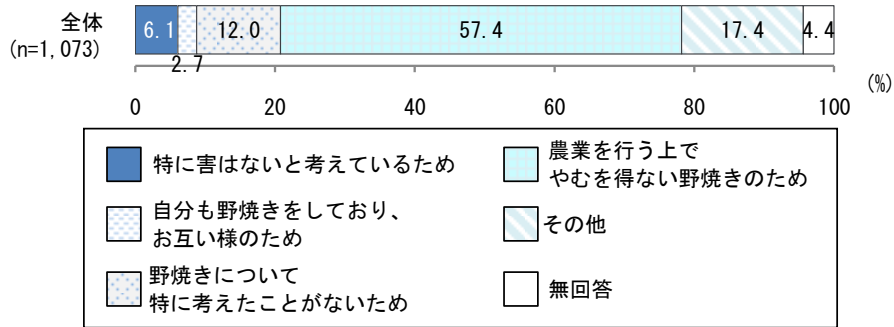 全体
(n=1,073)
6.1
2.7
12.0
57.4
17.4
4.4
0
20
40
60
80
100
(%)
特に害はないと考えているため
農業を行う上で
やむを得ない野焼きのため
自分も野焼きをしており、
お互い様のため
その他
野焼きについて
特に考えたことがないため
無回答